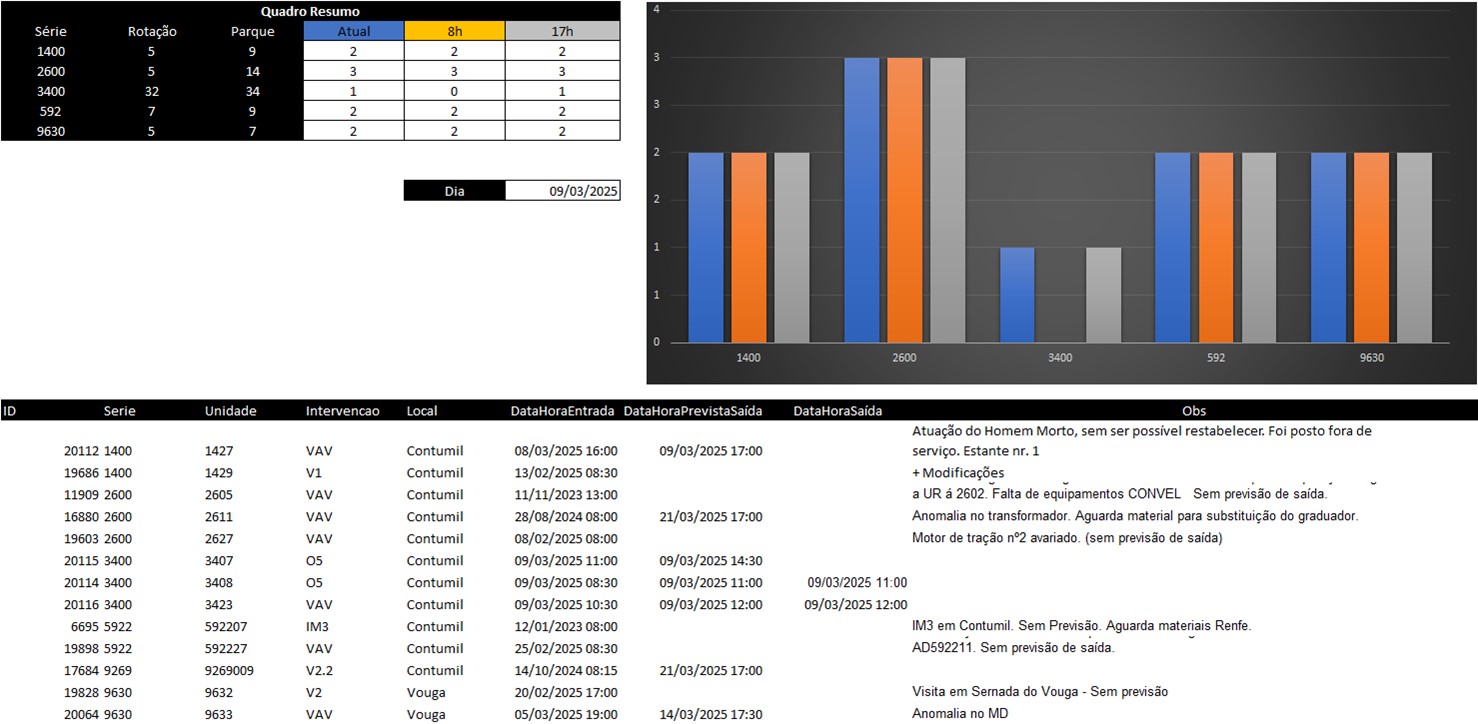 Quadro Resumo
Série Rotação Parque Atual 8h 17h
1400 5 9 2 2 2
2600 5 14 3 3 3
3400 32 34 1 0 1
592 7 9 2 2 2
9630 5 7 2 2 2
Dia 09/03/2025
4
3
3
2
2
1
1
0
1400 2600 3400 592 9630
ID Serie Unidade Intervencao Local DataHoraEntrada DataHoraPrevistaSaída DataHoraSaída Obs
Atuação do Homem Morto, sem ser possível restabelecer. Foi posto fora de
20112 1400 1427 VAV Contumil 08/03/2025 16:00 09/03/2025 17:00 serviço. Estante nr. 1
19686 1400 1429 V1 Contumil 13/02/2025 08:30 + Modificações
11909 2600 2605 VAV Contumil 11/11/2023 13:00 a UR á 2602. Falta de equipamentos CONVEL Sem previsão de saída.
16880 2600 2611 VAV Contumil 28/08/2024 08:00 21/03/2025 17:00 Anomalia no transformador. Aguarda material para substituição do graduador.
19603 2600 2627 VAV Contumil 08/02/2025 08:00 Motor de tração nº2 avariado. (sem previsão de saída)
20115 3400 3407 O5 Contumil 09/03/2025 11:00 09/03/2025 14:30
20114 3400 3408 O5 Contumil 09/03/2025 08:30 09/03/2025 11:00 09/03/2025 11:00
20116 3400 3423 VAV Contumil 09/03/2025 10:30 09/03/2025 12:00 09/03/2025 12:00
6695 5922 592207 IM3 Contumil 12/01/2023 08:00 IM3 em Contumil. Sem Previsão. Aguarda materiais Renfe.
19898 5922 592227 VAV Contumil 25/02/2025 08:30 AD592211. Sem previsão de saída.
17684 9269 9269009 V2.2 Contumil 14/10/2024 08:15 21/03/2025 17:00
19828 9630 9632 V2 Vouga 20/02/2025 17:00 Visita em Sernada do Vouga - Sem previsão
20064 9630 9633 VAV Vouga 05/03/2025 19:00 14/03/2025 17:30 Anomalia no MD